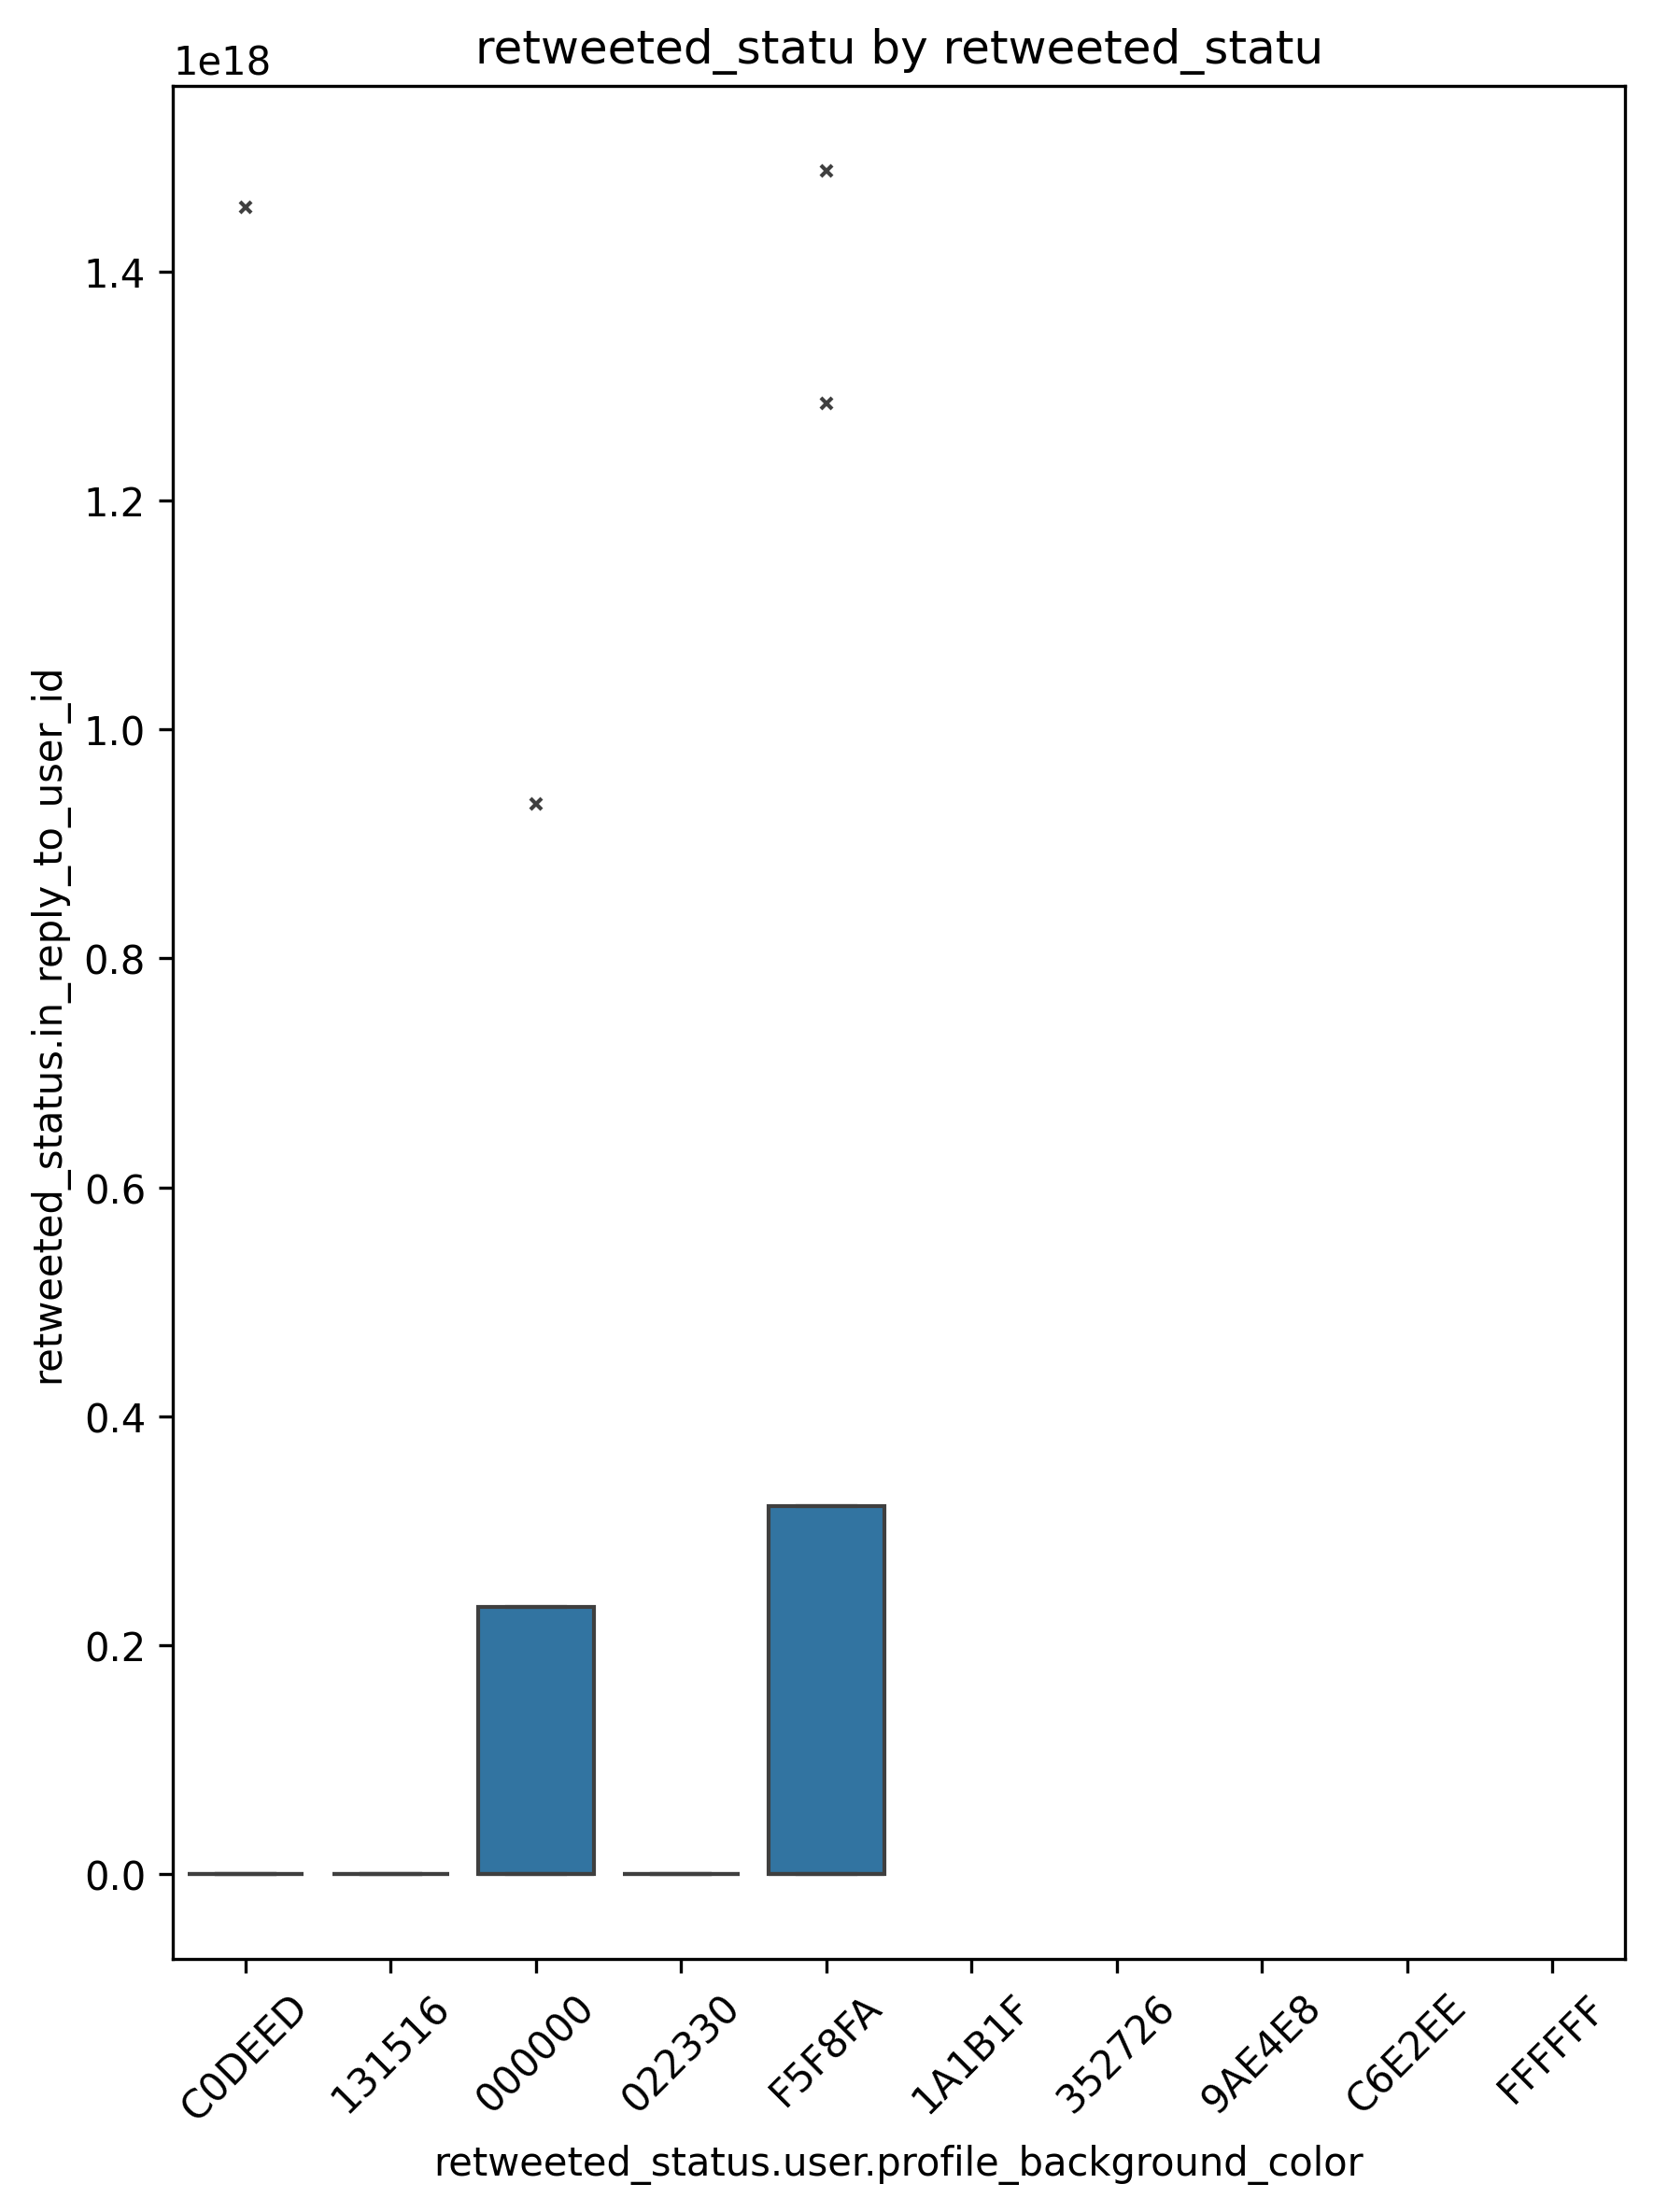 retweeted_statu by retweeted_statu
1e18
1.4
1.2
1.0
0.8
0.6
0.4
0.2
0.0
retweeted_status.in_reply_to_user_id
C0DEED
131516
000000
022330
F5F8FA
1A1B1F
352726
9AE4E8
C6E2EE
FFFFFF
retweeted_status.user.profile_background_color